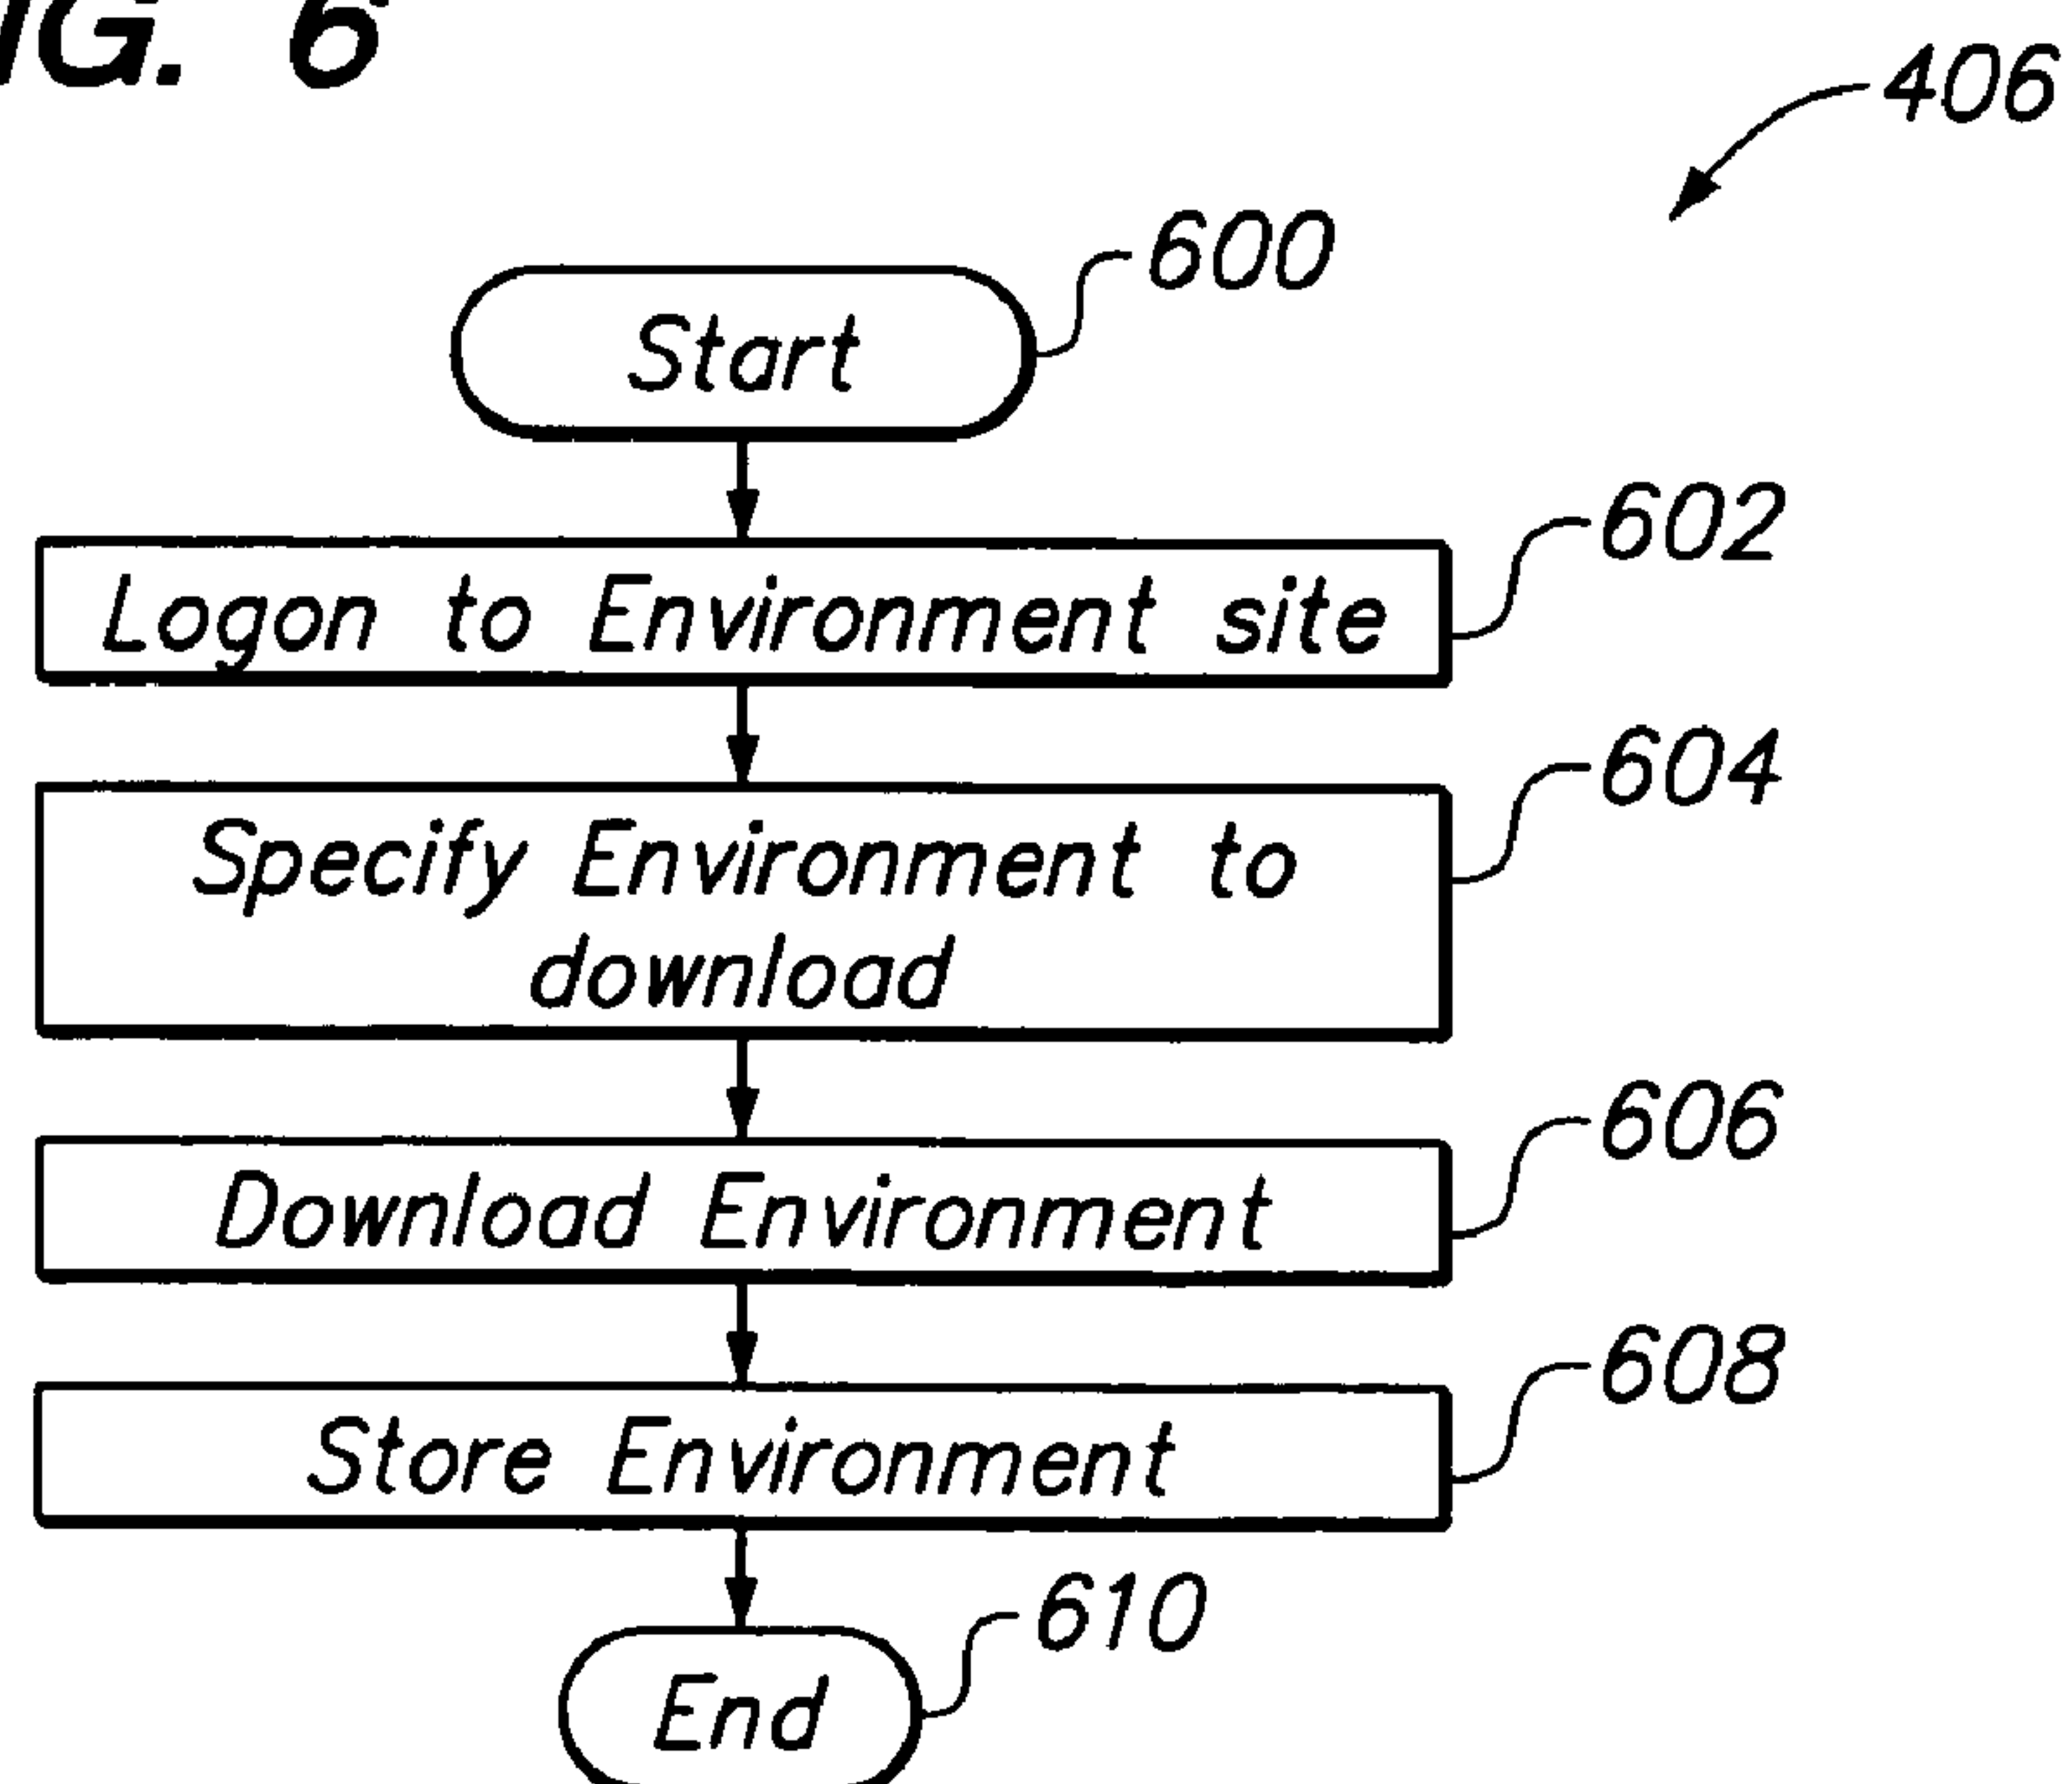 FIG. 6
406
600
Start
602
Logon to Environment site
604
Specify Environment to
download
606
Download Environment
608
Store Environment
610
End